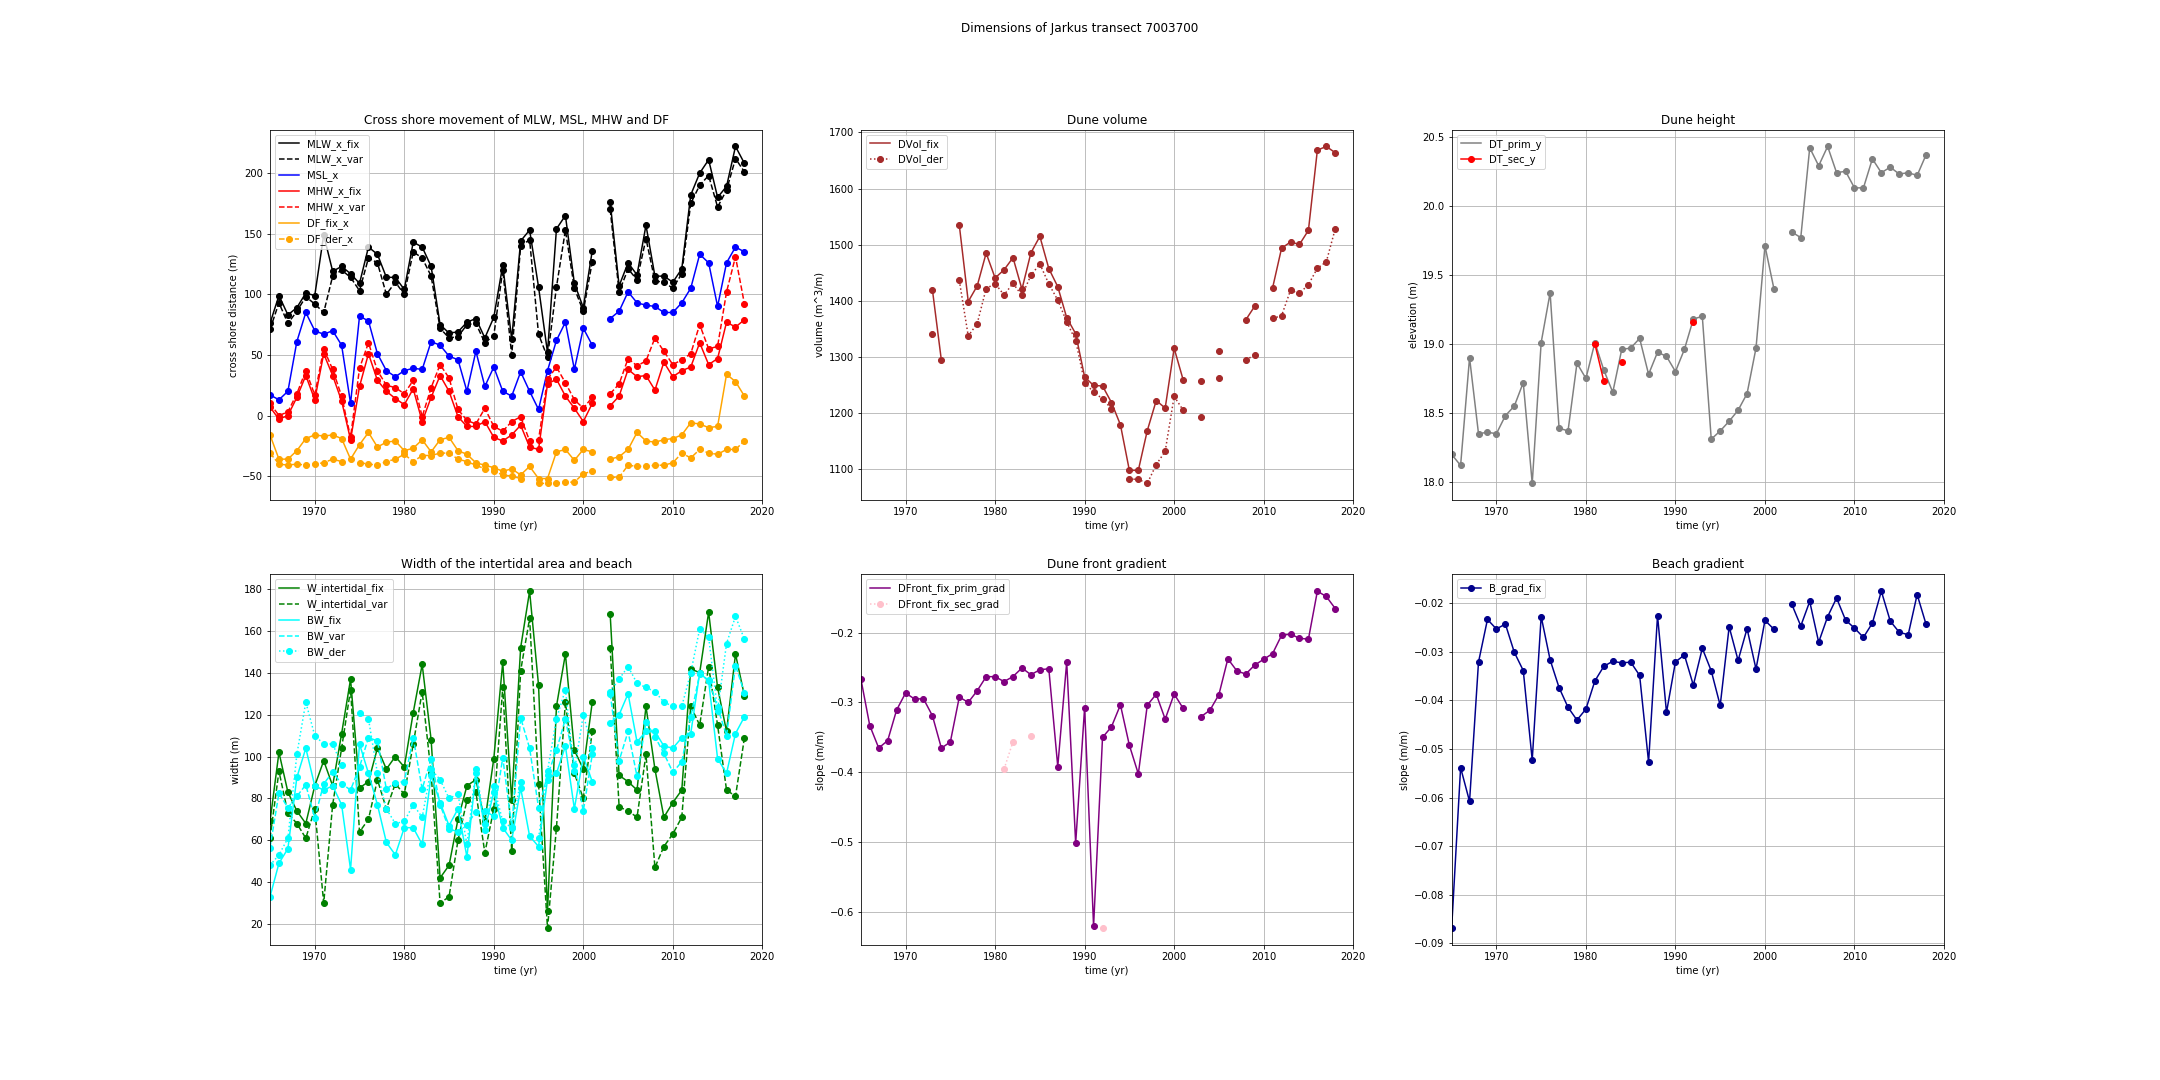 Dimensions of Jarkus transect 7003700
Cross shore movement of MLW, MSL, MHW and DF
MLW_x_fix
MLW_x_var
MSL_x
MHW_x_fix
MHW_x_var
DF_fix_x
DF_der_x
cross shore distance (m)
200
150
100
50
0
−50
1970
1980
1990
2000
2010
2020
time (yr)
Dune volume
DVol_fix
DVol_der
volume (m^3/m)
1700
1600
1500
1400
1300
1200
1100
1970
1980
1990
2000
2010
2020
time (yr)
Dune height
DT_prim_y
DT_sec_y
elevation (m)
20.5
20.0
19.5
19.0
18.5
18.0
1970
1980
1990
2000
2010
2020
time (yr)
Width of the intertidal area and beach
W_intertidal_fix
W_intertidal_var
BW_fix
BW_var
BW_der
width (m)
180
160
140
120
100
80
60
40
20
1970
1980
1990
2000
2010
2020
time (yr)
Dune front gradient
DFront_fix_prim_grad
DFront_fix_sec_grad
slope (m/m)
−0.2
−0.3
−0.4
−0.5
−0.6
1970
1980
1990
2000
2010
2020
time (yr)
Beach gradient
B_grad_fix
slope (m/m)
−0.02
−0.03
−0.04
−0.05
−0.06
−0.07
−0.08
−0.09
1970
1980
1990
2000
2010
2020
time (yr)